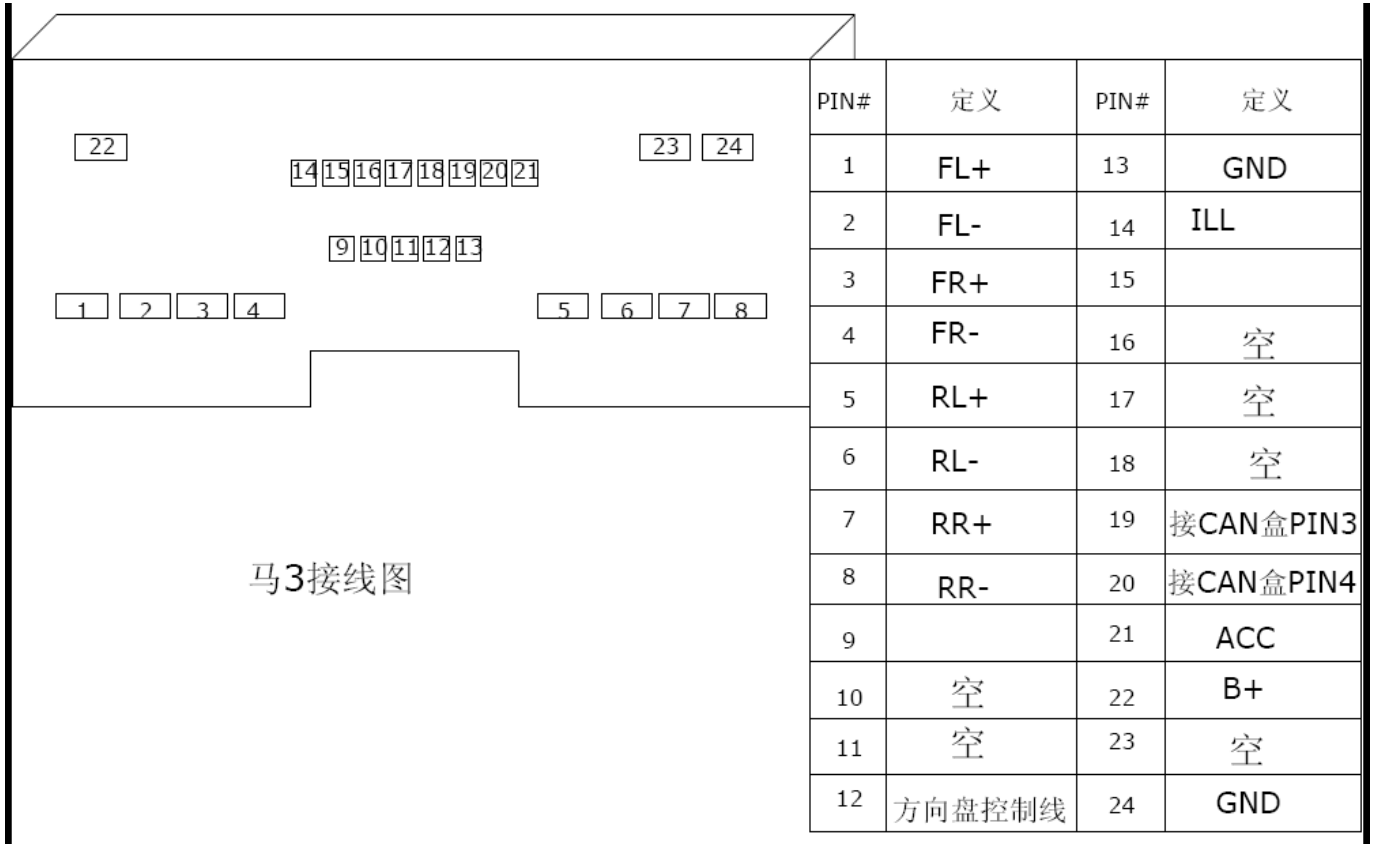 22 23 24
14 15 16 17 18 19 20 21
9 10 11 12 13
1 2 3 4 5 6 7 8
马3接线图
PIN# 定义 PIN# 定义
1 FL+ 13 GND
2 FL- 14 ILL
3 FR+ 15
4 FR- 16 空
5 RL+ 17 空
6 RL- 18 空
7 RR+ 19 接CAN盒PIN3
8 RR- 20 接CAN盒PIN4
9 21 ACC
10 空 22 B+
11 空 23 空
12 方向盘控制线 24 GND